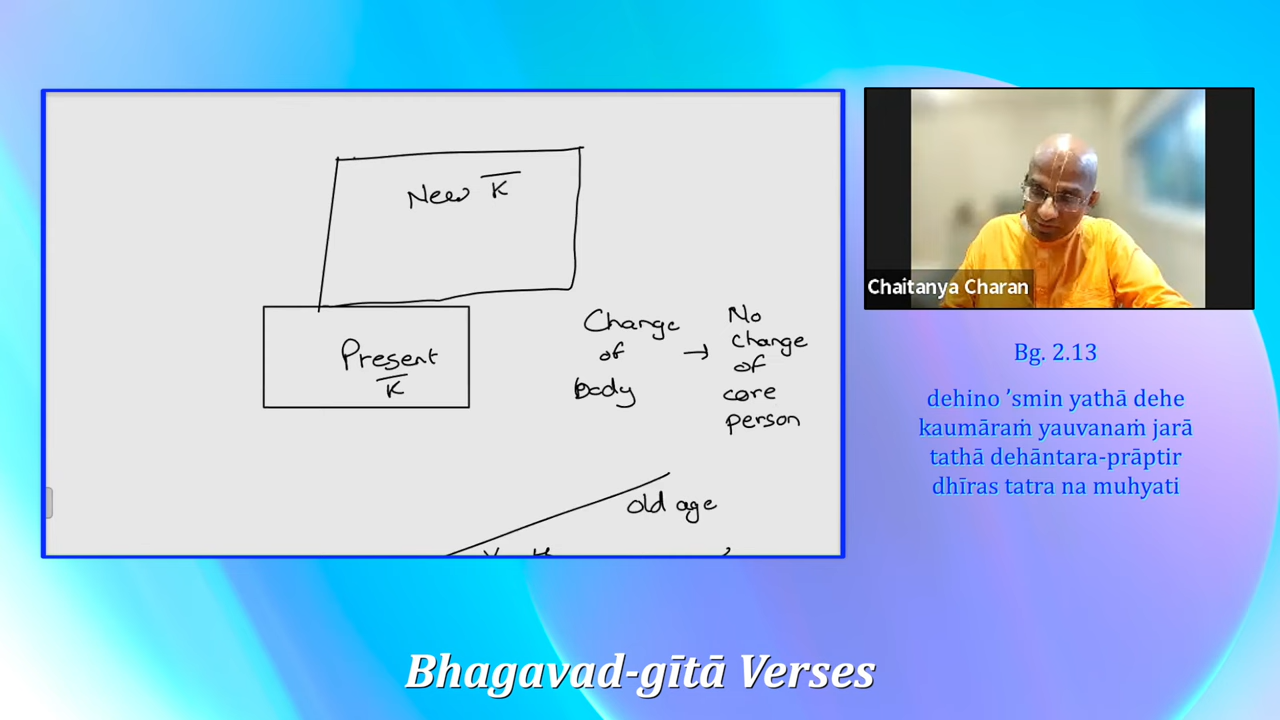 New K̅
Present
K̅
Change
of
body
→
No
change
of
core
person
old age
Chaitanya Charan
Bg. 2.13
dehino ’smin yathā dehe
kaumāraṁ yauvanaṁ jarā
tathā dehāntara-prāptir
dhīras tatra na muhyati
Bhagavad-gītā Verses